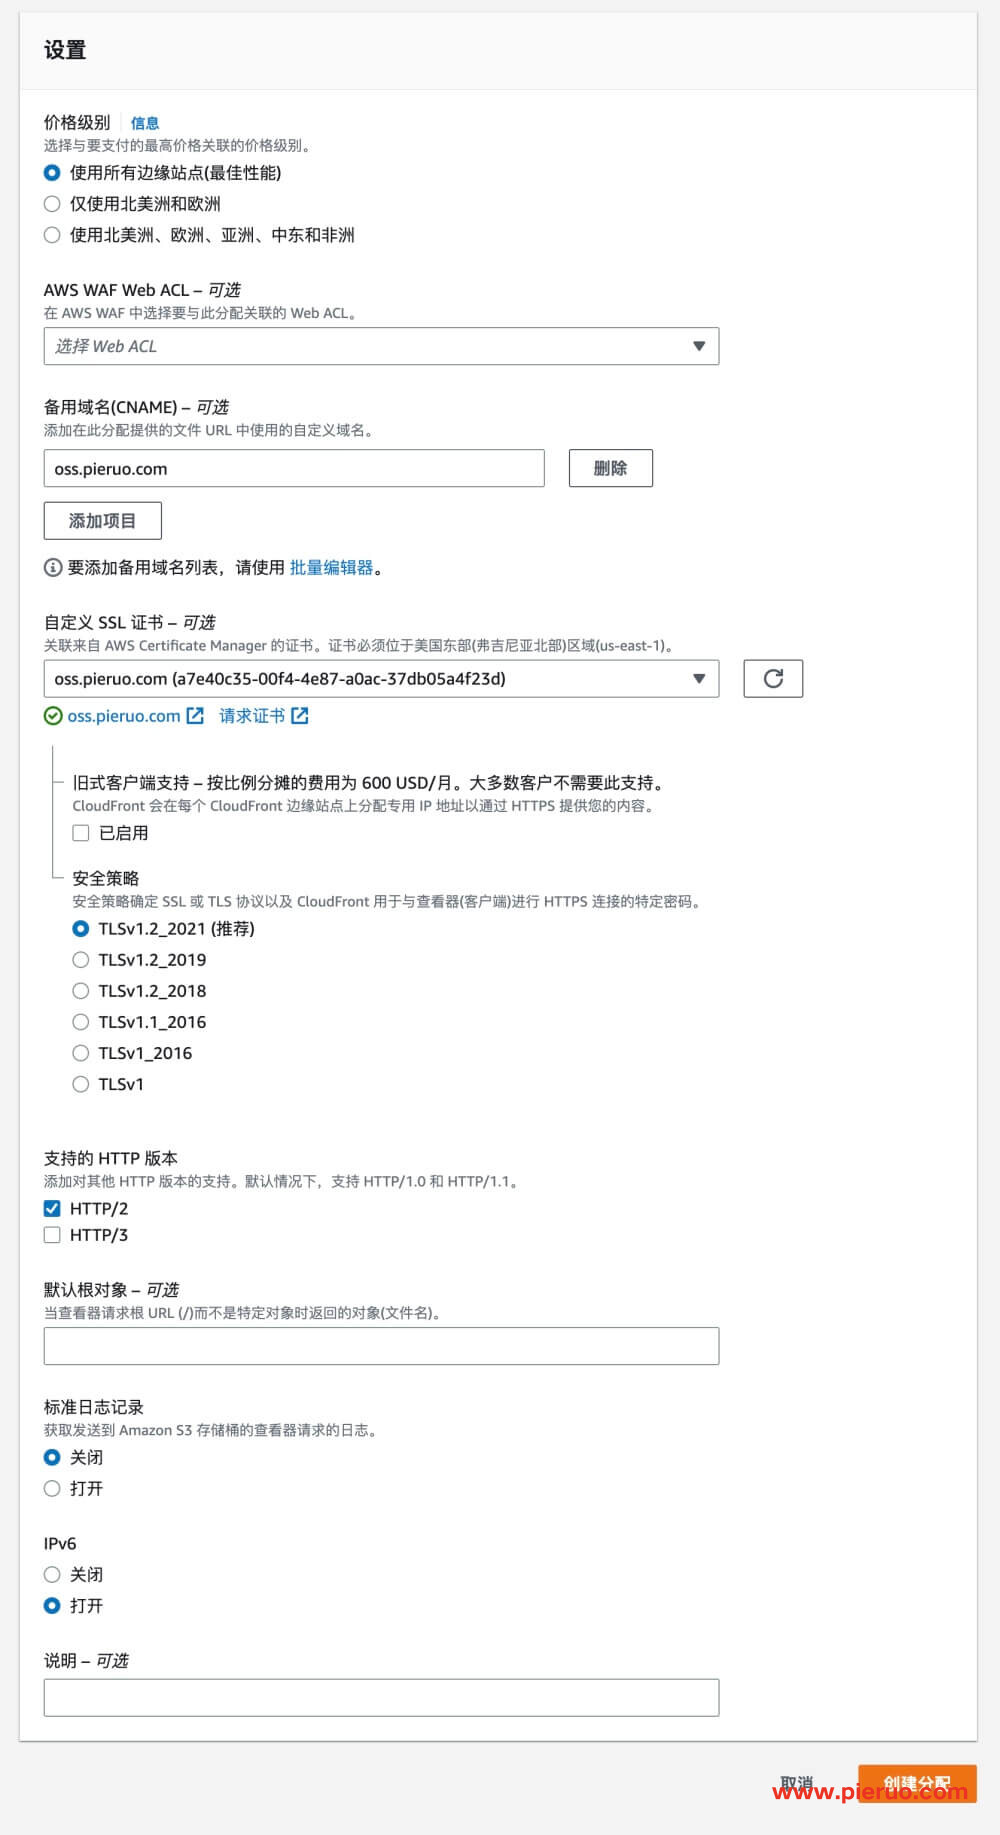 设置
价格级别 信息
选择与要支付的最高价格关联的价格级别。
使用所有边缘站点(最佳性能)
仅使用北美洲和欧洲
使用北美洲、欧洲、亚洲、中东和非洲
AWS WAF Web ACL – 可选
在 AWS WAF 中选择要与此分配关联的 Web ACL。
选择 Web ACL
备用域名(CNAME) – 可选
添加在此分配提供的文件 URL 中使用的自定义域名。
oss.pieruo.com 删除
添加项目
要添加备用域名列表，请使用 批量编辑器。
自定义 SSL 证书 – 可选
关联来自 AWS Certificate Manager 的证书。证书必须位于美国东部(弗吉尼亚北部)区域(us-east-1)。
oss.pieruo.com (a7e40c35-00f4-4e87-a0ac-37db05a4f23d)
oss.pieruo.com 请求证书
旧式客户端支持 – 按比例分摊的费用为 600 USD/月。大多数客户不需要此支持。
CloudFront 会在每个 CloudFront 边缘站点上分配专用 IP 地址以通过 HTTPS 提供您的内容。
已启用
安全策略
安全策略确定 SSL 或 TLS 协议以及 CloudFront 用于与查看器(客户端)进行 HTTPS 连接的特定密码。
TLSv1.2_2021 (推荐)
TLSv1.2_2019
TLSv1.2_2018
TLSv1.1_2016
TLSv1_2016
TLSv1
支持的 HTTP 版本
添加对其他 HTTP 版本的支持。默认情况下，支持 HTTP/1.0 和 HTTP/1.1。
HTTP/2
HTTP/3
默认根对象 – 可选
当查看器请求根 URL (/)而不是特定对象时返回的对象(文件名)。
标准日志记录
获取发送到 Amazon S3 存储桶的查看器请求的日志。
关闭
打开
IPv6
关闭
打开
说明 – 可选
取消 创建分配
www.pieruo.com